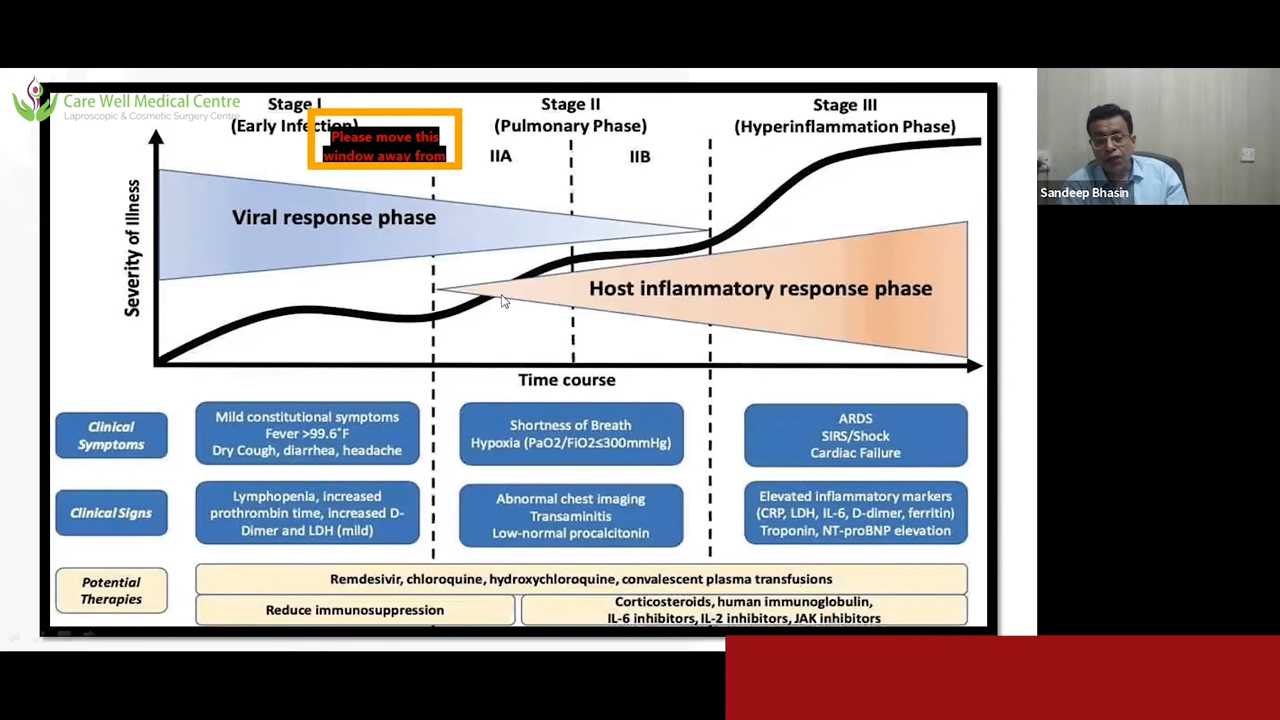 Care Well Medical Centre
Laproscopic & Cosmetic Surgery Centre
Stage I
(Early Infection)
Please move this
window away from
Stage II
(Pulmonary Phase)
IIA
IIB
Stage III
(Hyperinflammation Phase)
Sandeep Bhasin
Severity of Illness
Viral response phase
Host inflammatory response phase
Time course
Clinical
Symptoms
Mild constitutional symptoms
Fever >99.6°F
Dry Cough, diarrhea, headache
Shortness of Breath
Hypoxia (PaO2/FiO2≤300mmHg)
ARDS
SIRS/Shock
Cardiac Failure
Clinical Signs
Lymphopenia, increased
prothrombin time, increased D-
Dimer and LDH (mild)
Abnormal chest imaging
Transaminitis
Low-normal procalcitonin
Elevated inflammatory markers
(CRP, LDH, IL-6, D-dimer, ferritin)
Troponin, NT-proBNP elevation
Potential
Therapies
Remdesivir, chloroquine, hydroxychloroquine, convalescent plasma transfusions
Reduce immunosuppression
Corticosteroids, human immunoglobulin,
IL-6 inhibitors, IL-2 inhibitors, JAK inhibitors